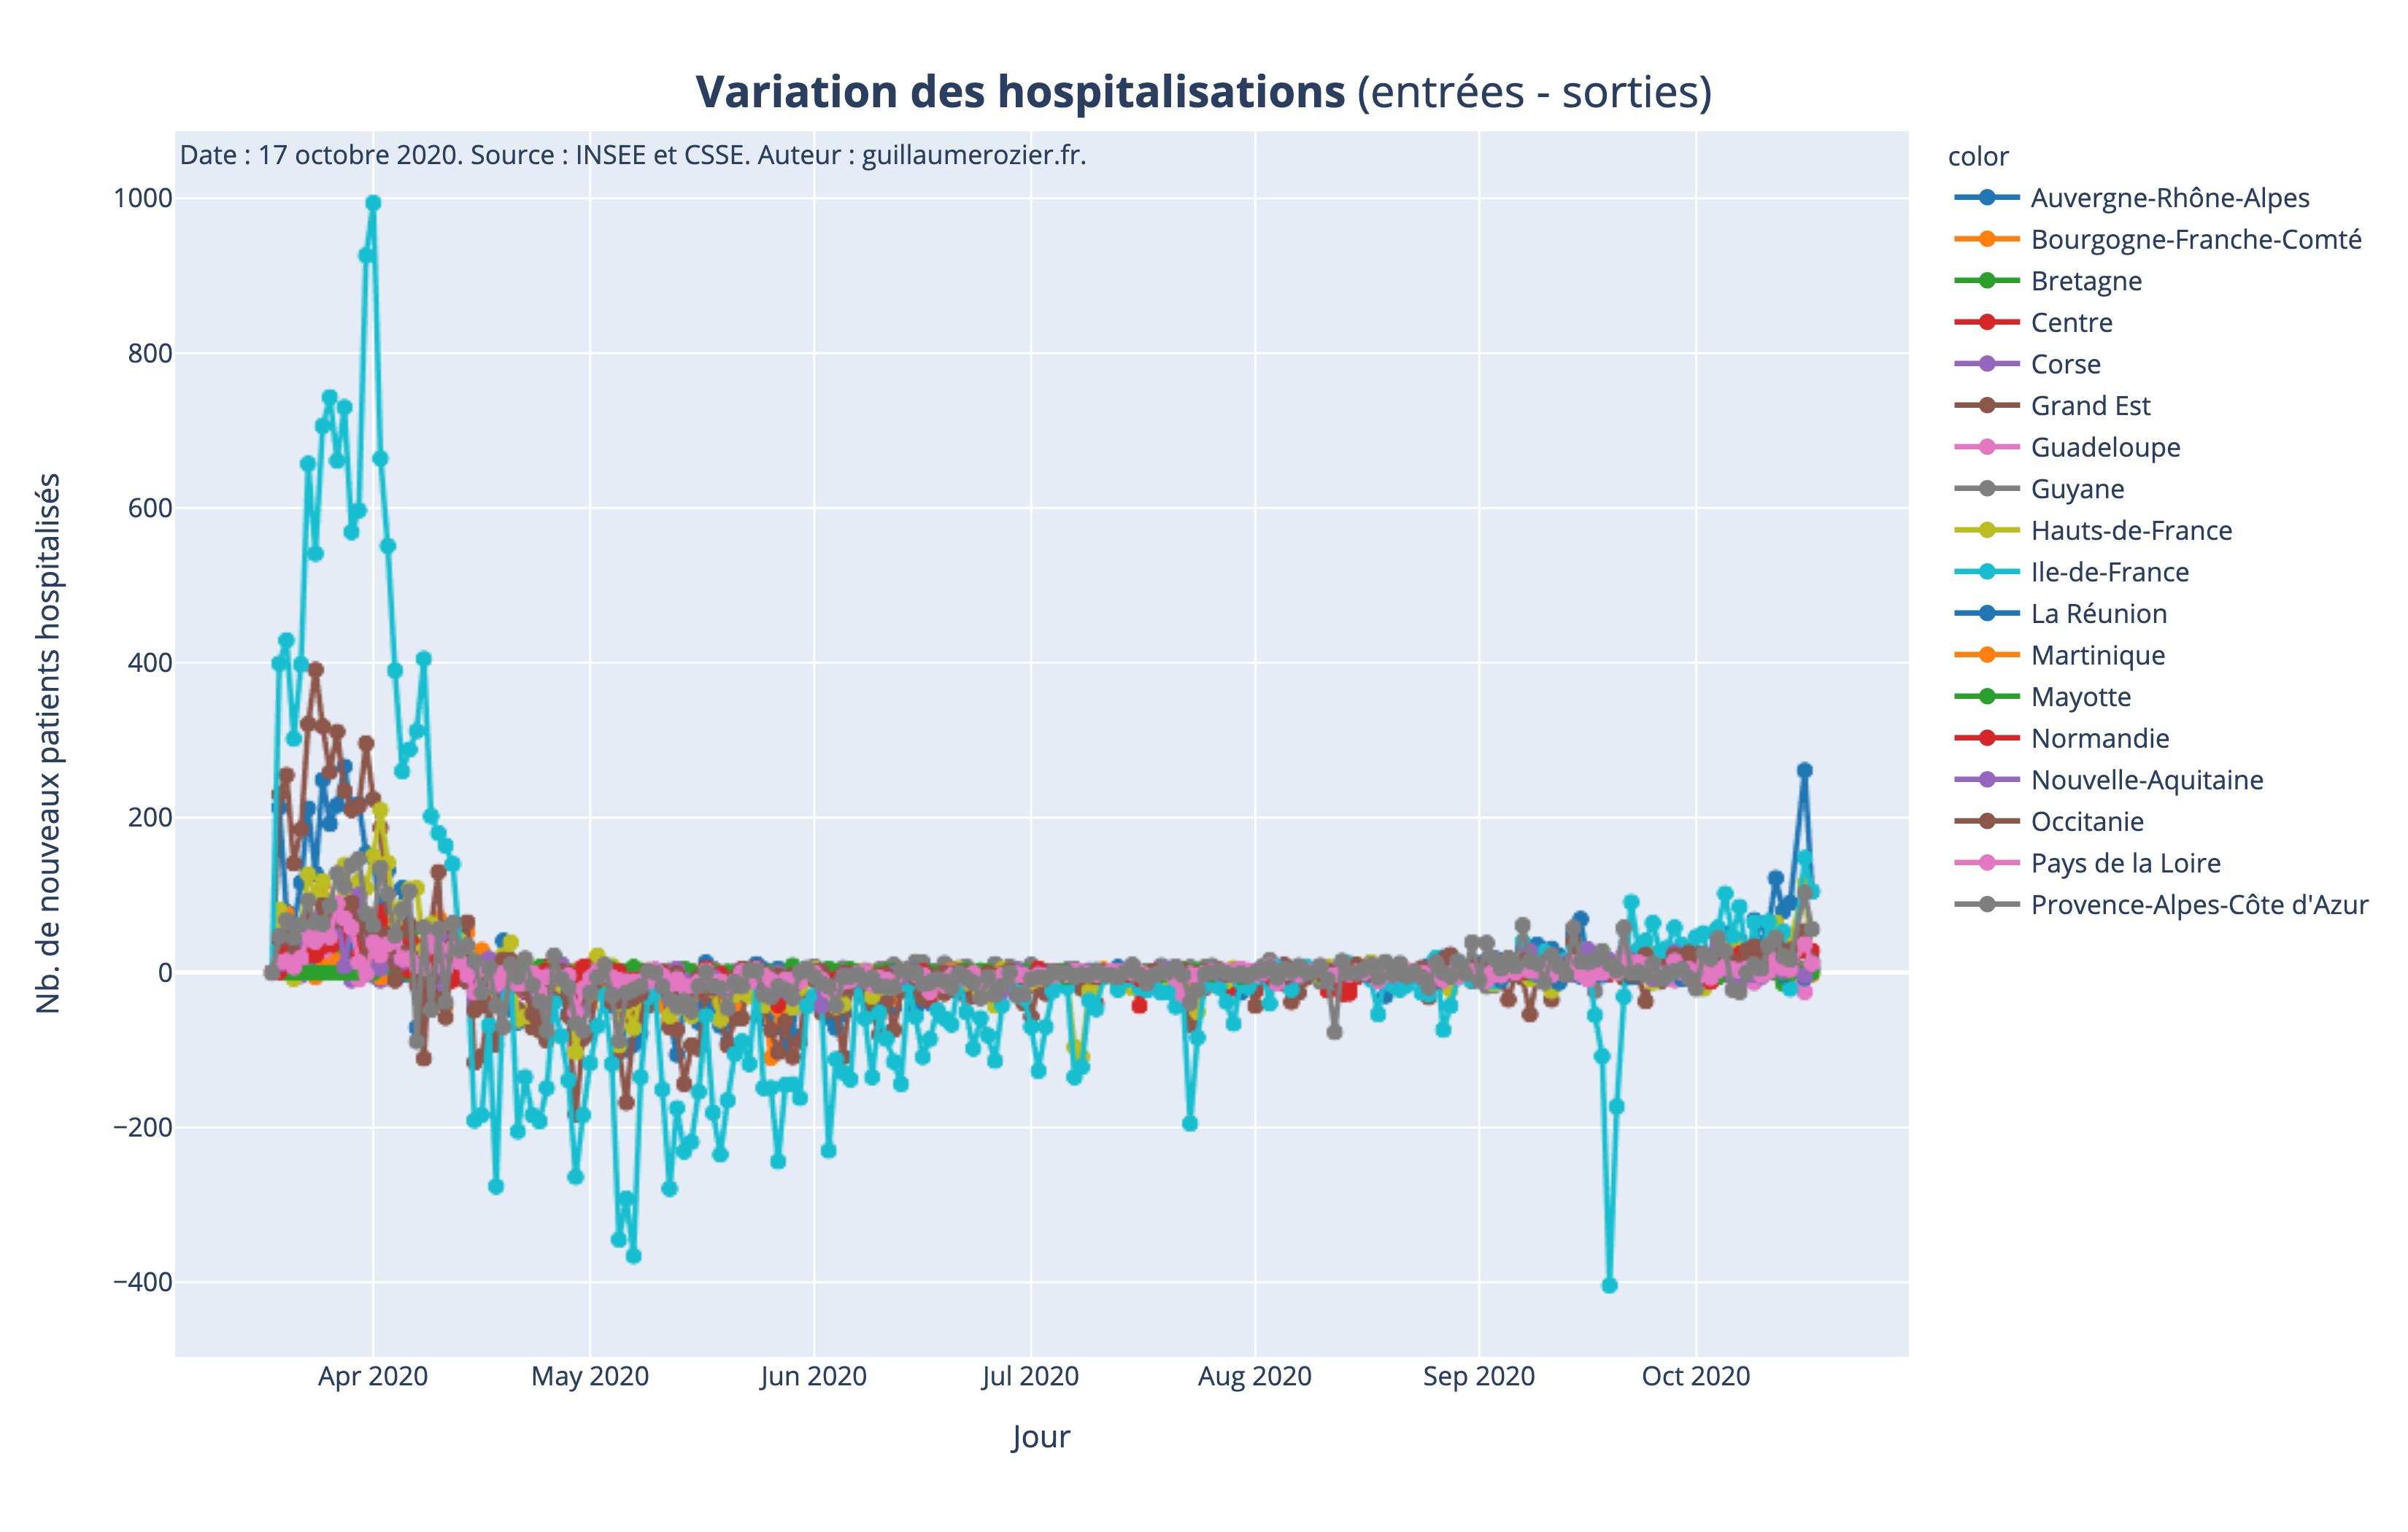 Variation des hospitalisations (entrées - sorties)
Date : 17 octobre 2020. Source : INSEE et CSSE. Auteur : guillaumerozier.fr.
Nb. de nouveaux patients hospitalisés
1000
800
600
400
200
0
−200
−400
Apr 2020
May 2020
Jun 2020
Jul 2020
Aug 2020
Sep 2020
Oct 2020
Jour
color
Auvergne-Rhône-Alpes
Bourgogne-Franche-Comté
Bretagne
Centre
Corse
Grand Est
Guadeloupe
Guyane
Hauts-de-France
Ile-de-France
La Réunion
Martinique
Mayotte
Normandie
Nouvelle-Aquitaine
Occitanie
Pays de la Loire
Provence-Alpes-Côte d'Azur